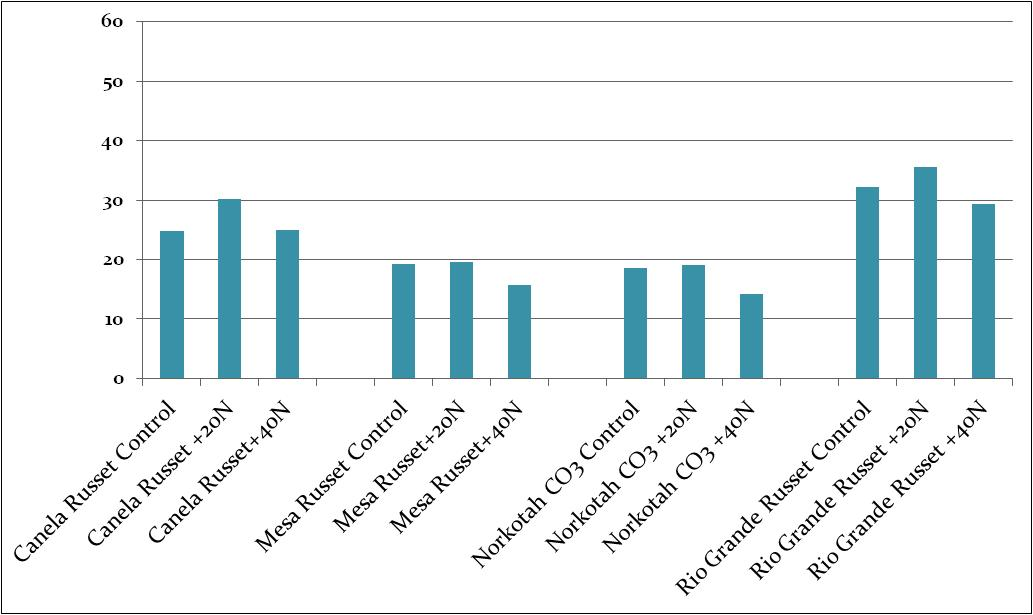 60
50
40
30
20
10
0
Canela Russet Control
Canela Russet +20N
Canela Russet+40N
Mesa Russet Control
Mesa Russet+20N
Mesa Russet+40N
Norkotah CO3 Control
Norkotah CO3 +20N
Norkotah CO3 +40N
Rio Grande Russet Control
Rio Grande Russet +20N
Rio Grande Russet +40N